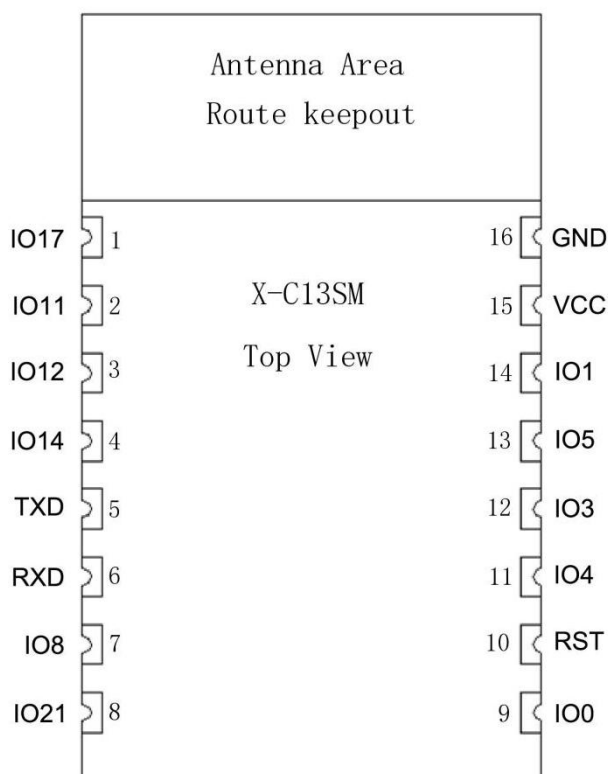 Antenna Area
Route keepout
IO17 1 16 GND
IO11 2 X-C13SM 15 VCC
IO12 3 Top View 14 IO1
IO14 4 13 IO5
TXD 5 12 IO3
RXD 6 11 IO4
IO8 7 10 RST
IO21 8 9 IO0